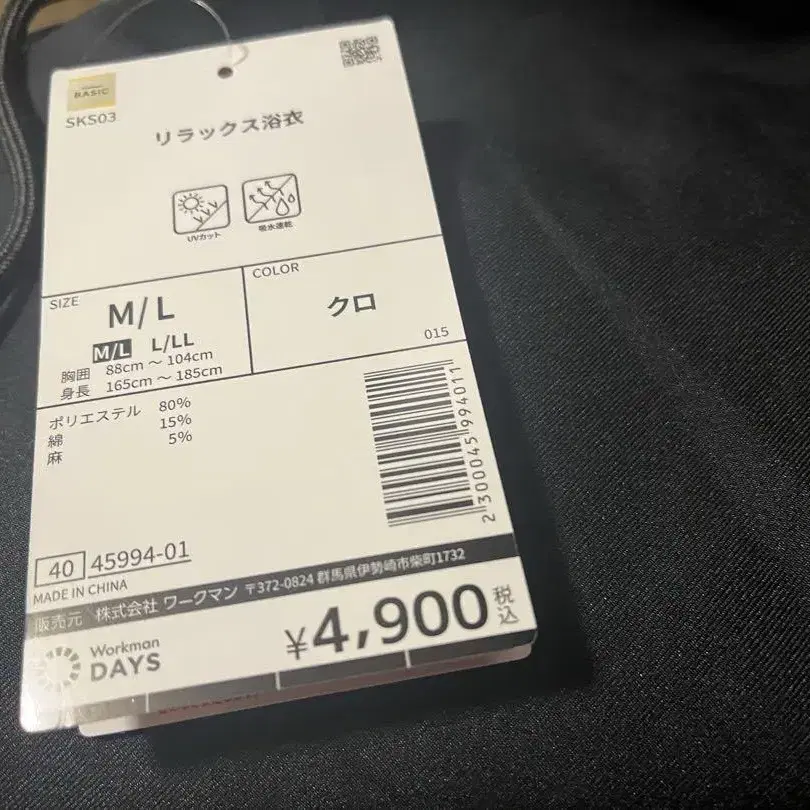 BASIC
SKS03
リラックス浴衣
UVカット
吸水速乾
SIZE
M/L
M/L L/LL
胸囲 88cm～104cm
身長 165cm～185cm
COLOR
クロ
015
ポリエステル 80%
綿 15%
麻 5%
2300045994011
40 45994-01
MADE IN CHINA
販売元 株式会社 ワークマン 〒372-0824 群馬県伊勢崎市柴町1732
Workman
DAYS
¥4,900税込